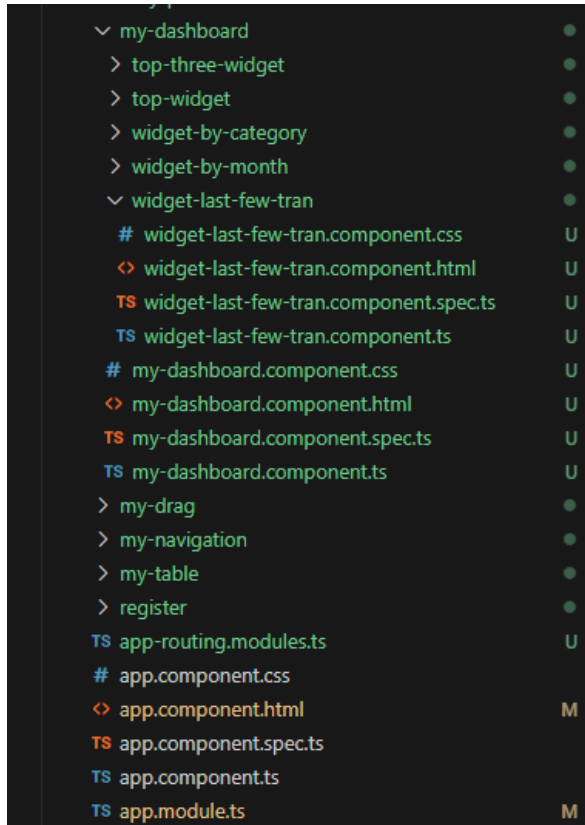 my-dashboard
top-three-widget
top-widget
widget-by-category
widget-by-month
widget-last-few-tran
# widget-last-few-tran.component.css U
<> widget-last-few-tran.component.html U
TS widget-last-few-tran.component.spec.ts U
TS widget-last-few-tran.component.ts U
# my-dashboard.component.css U
<> my-dashboard.component.html U
TS my-dashboard.component.spec.ts U
TS my-dashboard.component.ts U
my-drag
my-navigation
my-table
register
TS app-routing.modules.ts U
# app.component.css
<> app.component.html M
TS app.component.spec.ts
TS app.component.ts
TS app.module.ts M